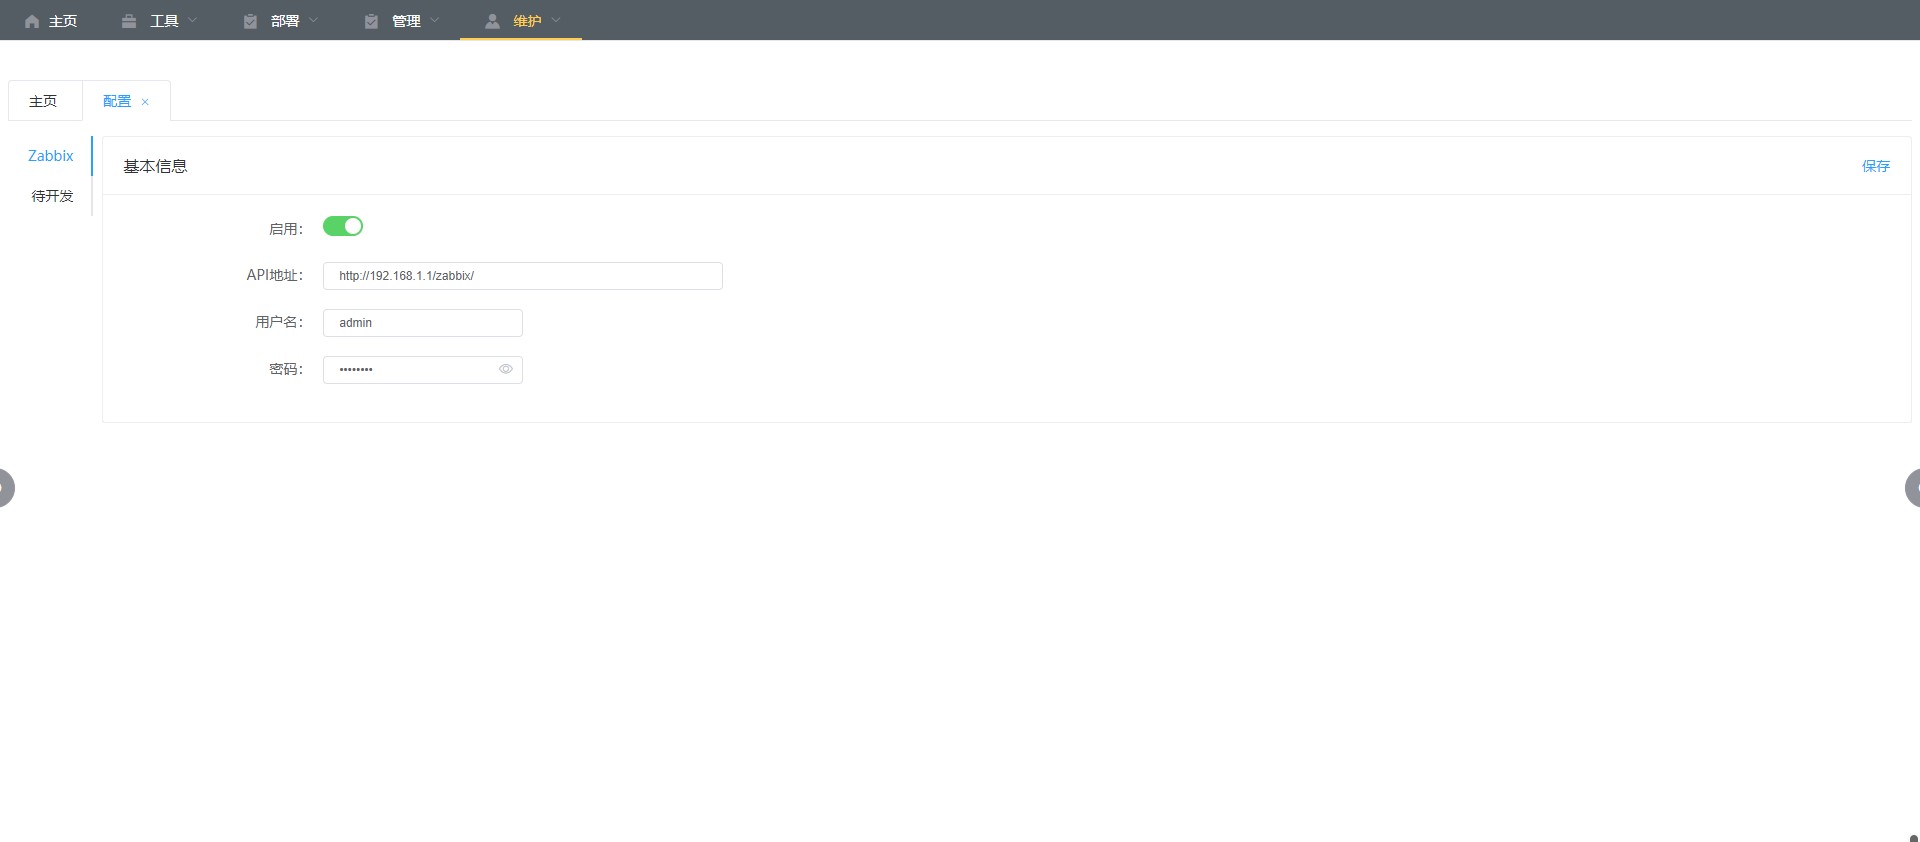 主页 工具 部署 管理 维护
主页 配置
Zabbix
待开发
基本信息 保存
启用：
API地址： http://192.168.1.1/zabbix/
用户名： admin
密码： ••••••••